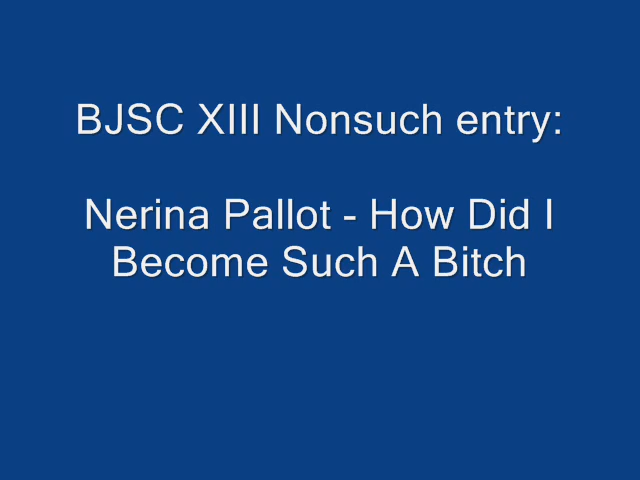 BJSC XIII Nonsuch entry:
Nerina Pallot - How Did I
Become Such A Bitch